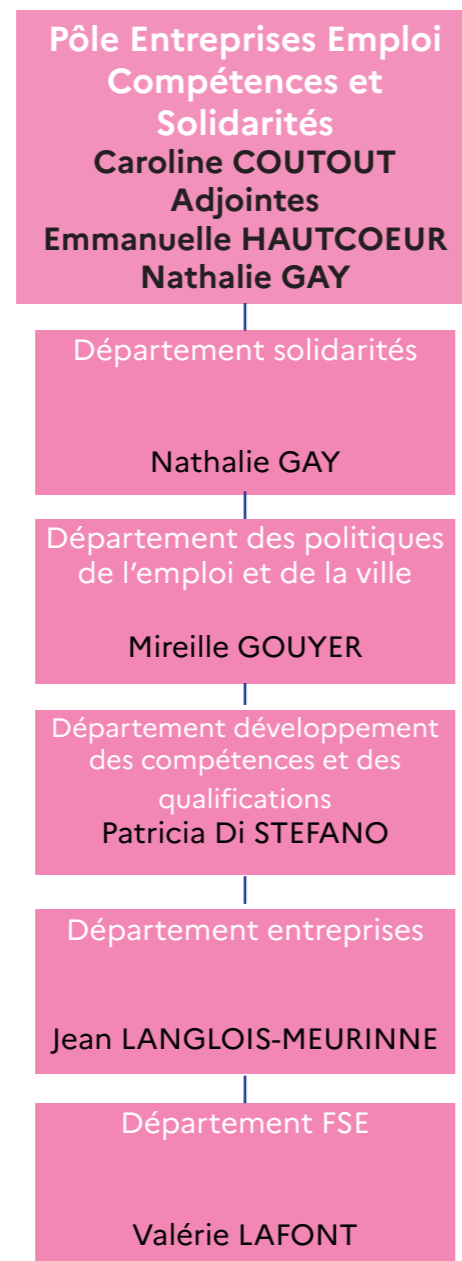 Pôle Entreprises Emploi
Compétences et
Solidarités
Caroline COUTOUT
Adjointes
Emmanuelle HAUTCOEUR
Nathalie GAY
Département solidarités
Nathalie GAY
Département des politiques
de l’emploi et de la ville
Mireille GOUYER
Département développement
des compétences et des
qualifications
Patricia Di STEFANO
Département entreprises
Jean LANGLOIS-MEURINNE
Département FSE
Valérie LAFONT